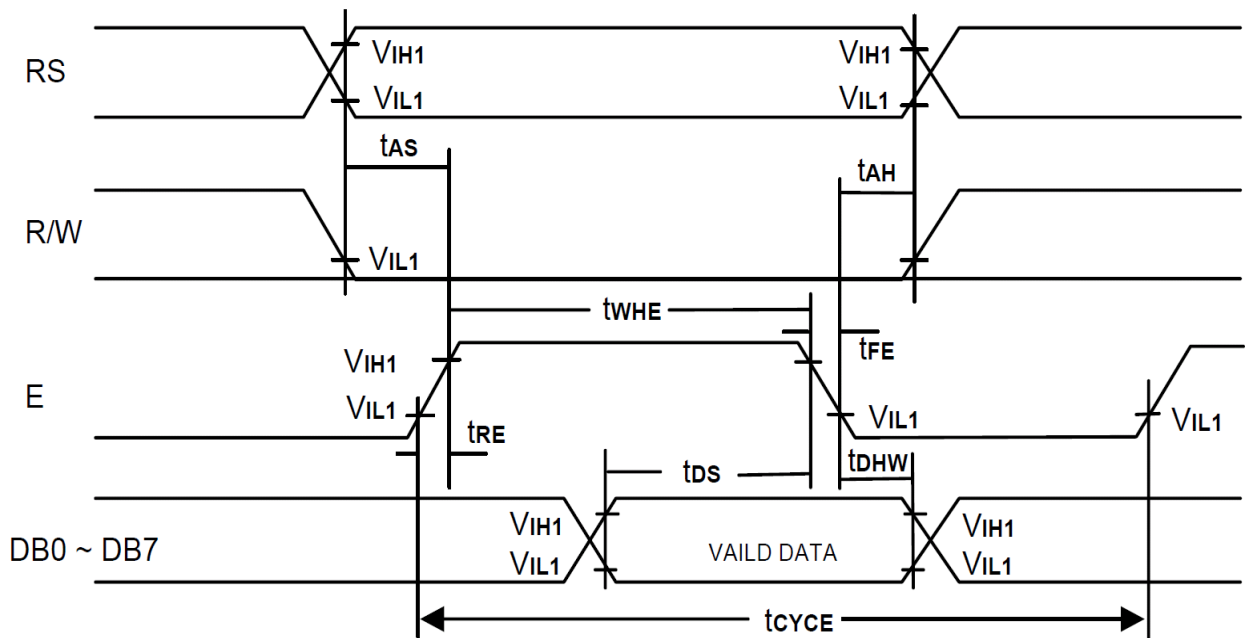 RS
VIH1
VIL1
VIH1
VIL1
tAS
tAH
R/W
VIL1
tWHE
tFE
E
VIH1
VIL1
VIL1
VIL1
tRE
tDS
tDHW
DB0 ~ DB7
VIH1
VIL1
VAILD DATA
VIH1
VIL1
tCYCE